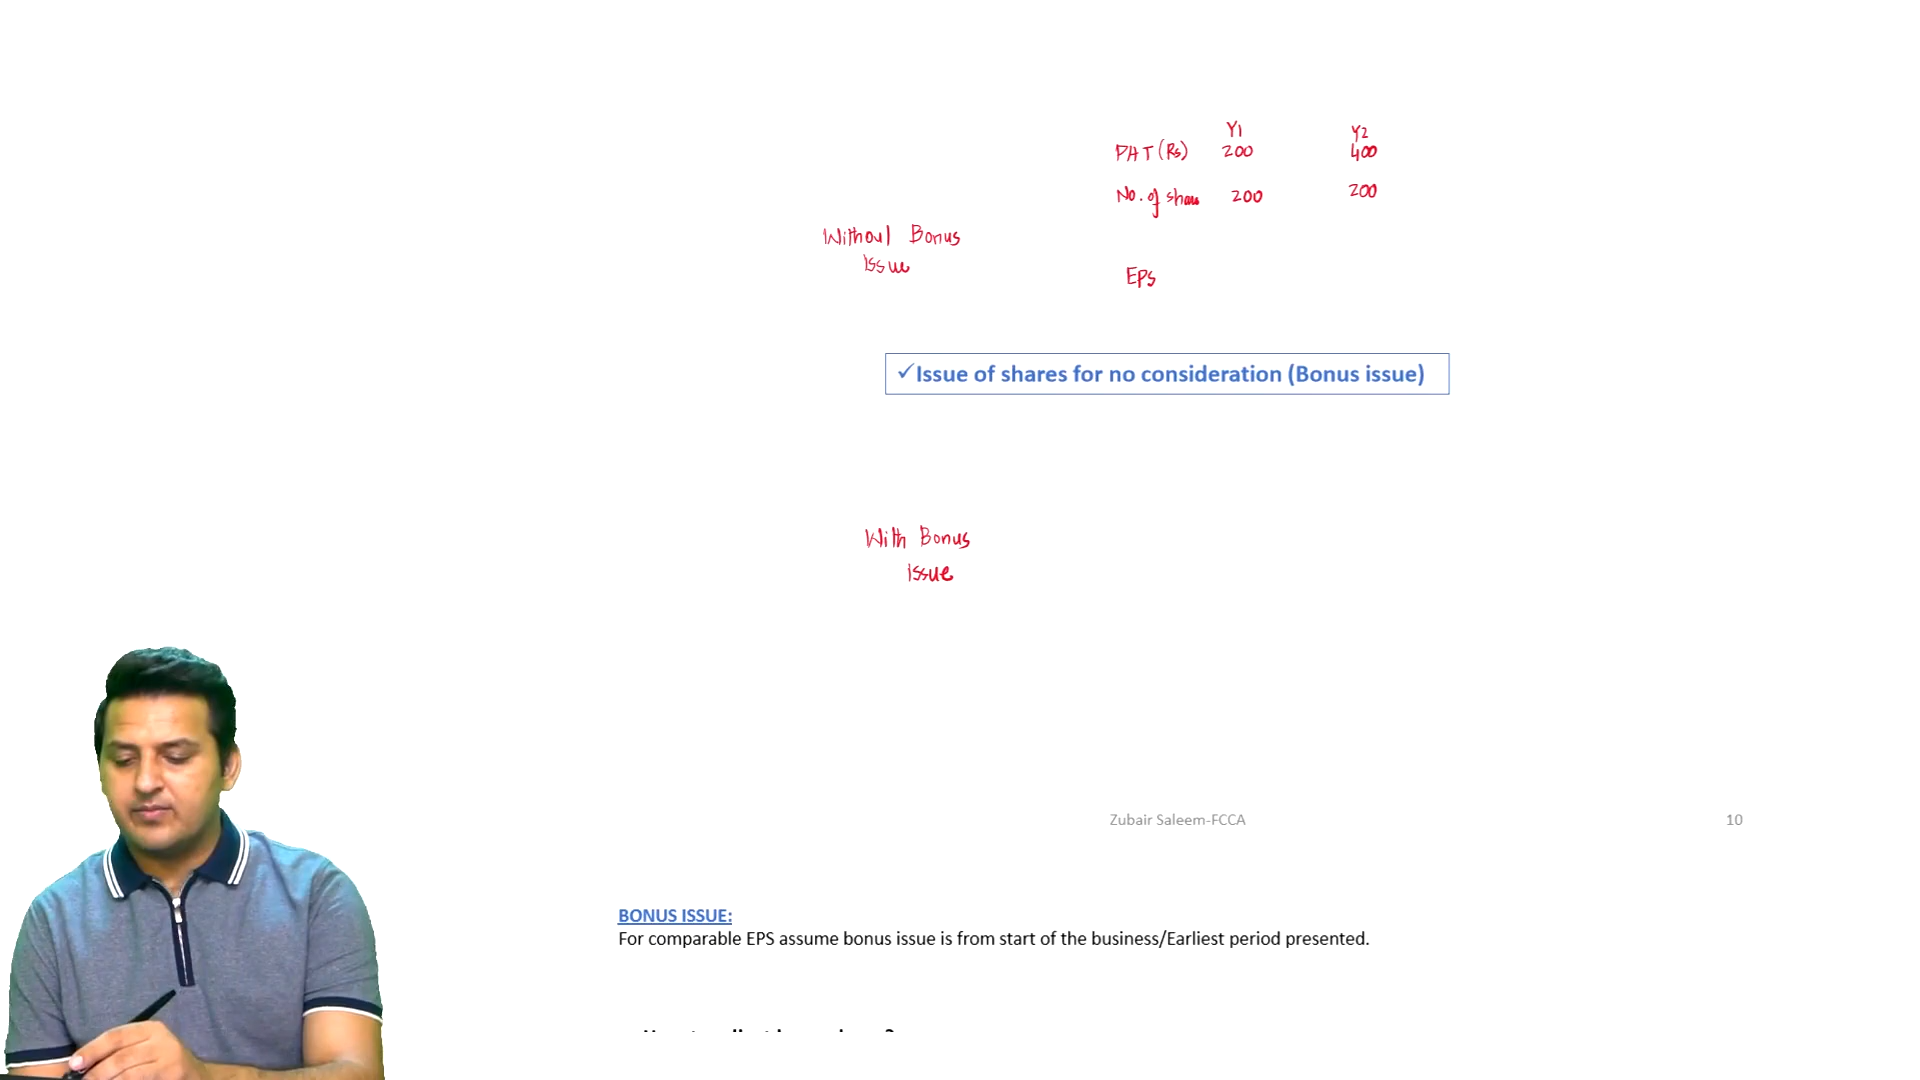 Y1 Y2
PAT (Rs) 200 400
No. of share 200 200
Without Bonus
Issue
EPS
✓Issue of shares for no consideration (Bonus issue)
With Bonus
issue
Zubair Saleem-FCCA 10
BONUS ISSUE:
For comparable EPS assume bonus issue is from start of the business/Earliest period presented.